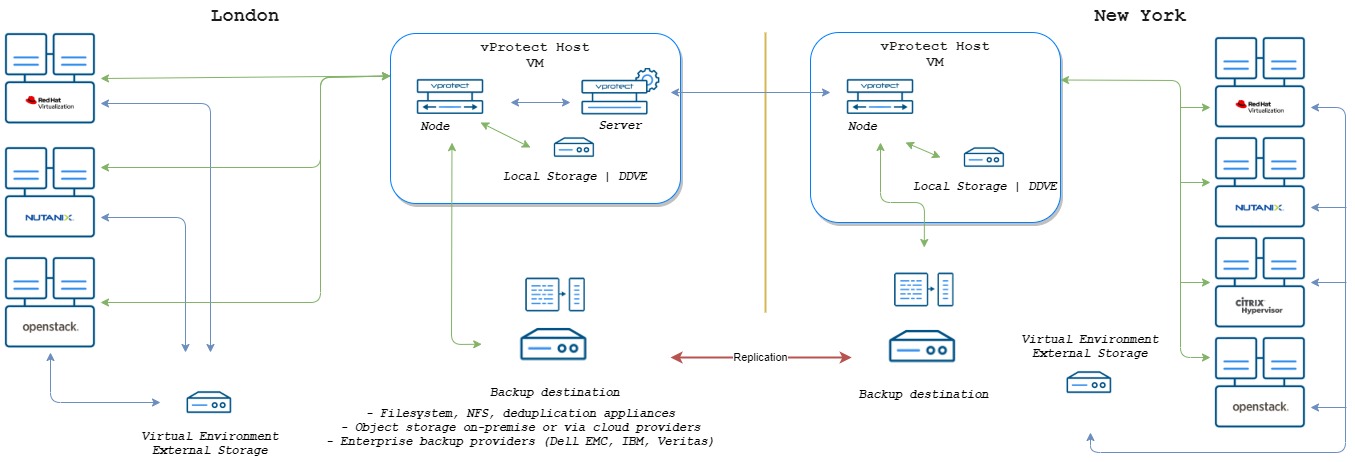 London
New York
vProtect Host
VM
vprotect
vprotect
Node
Server
Local Storage | DDVE
vProtect Host
VM
vprotect
Node
Local Storage | DDVE
Red Hat
Virtualization
NUTANIX
openstack.
Virtual Environment
External Storage
Backup destination
- Filesystem, NFS, deduplication appliances
- Object storage on-premise or via cloud providers
- Enterprise backup providers (Dell EMC, IBM, Veritas)
Replication
Backup destination
Virtual Environment
External Storage
Red Hat
Virtualization
NUTANIX
CITRIX
Hypervisor
openstack.